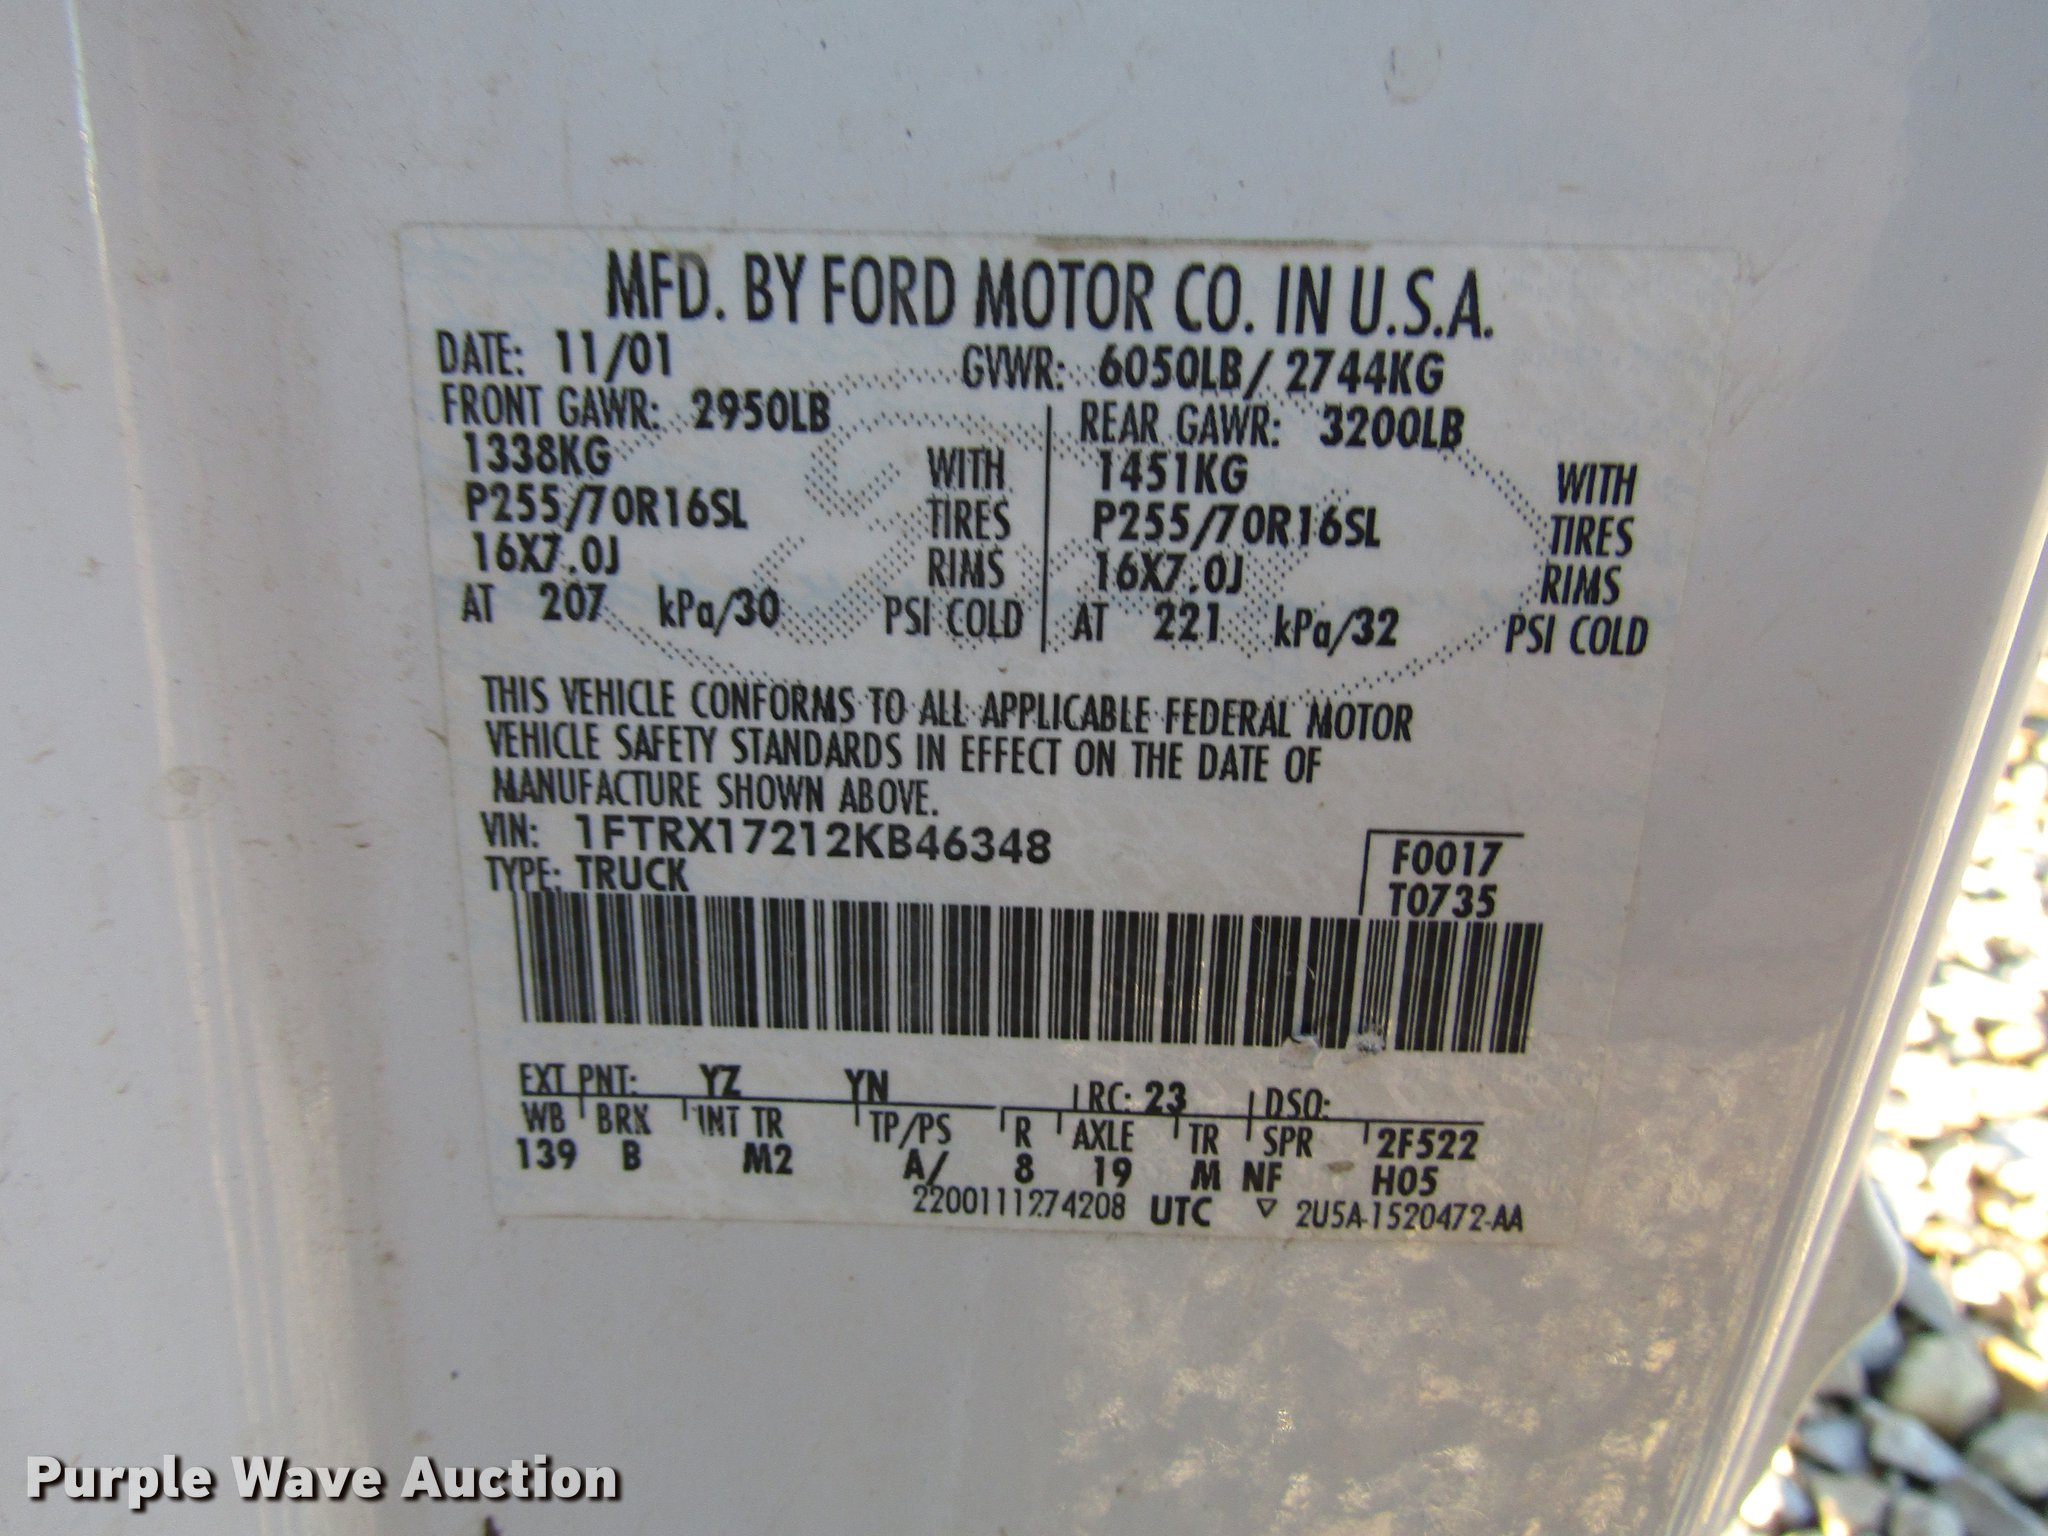 MFD. BY FORD MOTOR CO. IN U.S.A.
DATE: 11/01 GVWR: 6050LB/ 2744KG
FRONT GAWR: 2950LB REAR GAWR: 3200LB
1338KG WITH 1451KG WITH
P255/70R16SL TIRES P255/70R16SL TIRES
16X7.0J RIMS 16X7.0J RIMS
AT 207 kPa/30 PSI COLD AT 221 kPa/32 PSI COLD
THIS VEHICLE CONFORMS TO ALL APPLICABLE FEDERAL MOTOR
VEHICLE SAFETY STANDARDS IN EFFECT ON THE DATE OF
MANUFACTURE SHOWN ABOVE.
VIN: 1FTRX17212KB46348 F0017
TYPE: TRUCK T0735
EXT PNT: YZ YN RC: 23 DSO:
WB BRK INT TR TP/PS R AXLE TR SPR 2F522
139 B M2 A/ 8 19 M NF H05
2200111274208 UTC ▽ 2U5A-1520472-AA
Purple Wave Auction